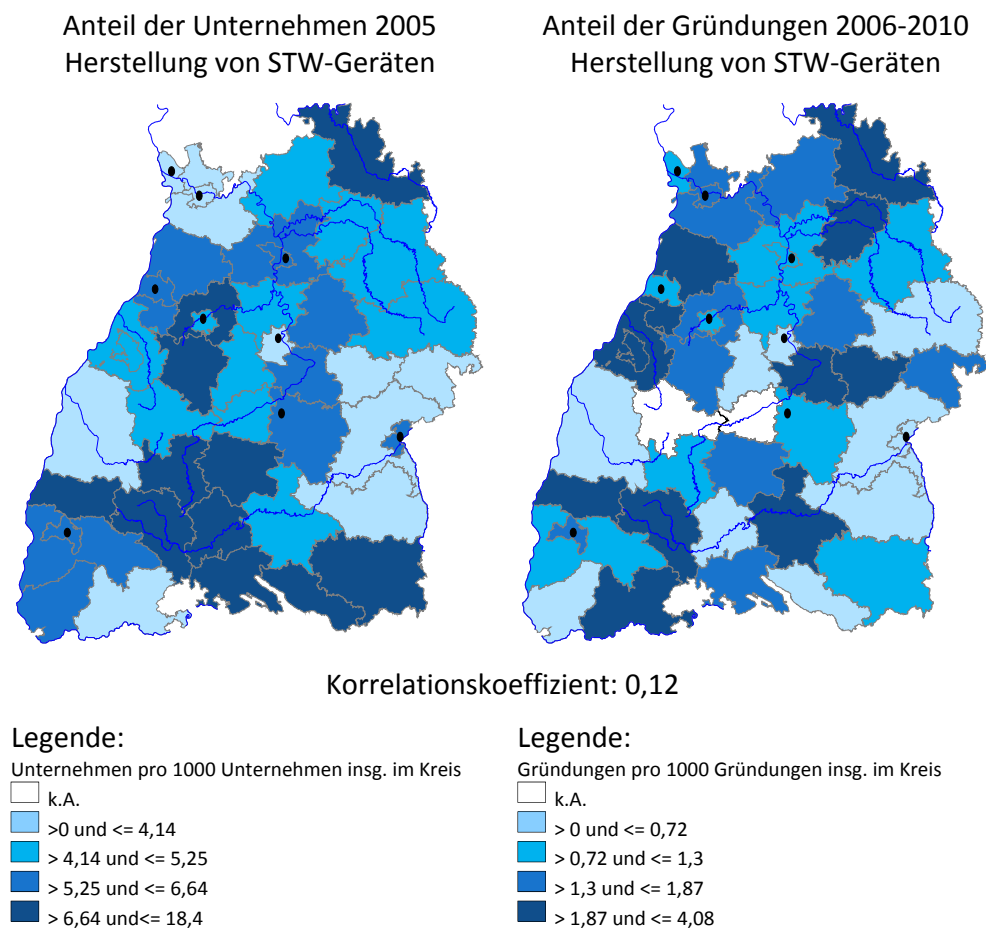 Anteil der Unternehmen 2005
Herstellung von STW-Geräten
Anteil der Gründungen 2006-2010
Herstellung von STW-Geräten
Korrelationskoeffizient: 0,12
Legende:
Unternehmen pro 1000 Unternehmen insg. im Kreis
k.A.
>0 und <= 4,14
> 4,14 und <= 5,25
> 5,25 und <= 6,64
> 6,64 und<= 18,4
Legende:
Gründungen pro 1000 Gründungen insg. im Kreis
k.A.
> 0 und <= 0,72
> 0,72 und <= 1,3
> 1,3 und <= 1,87
> 1,87 und <= 4,08